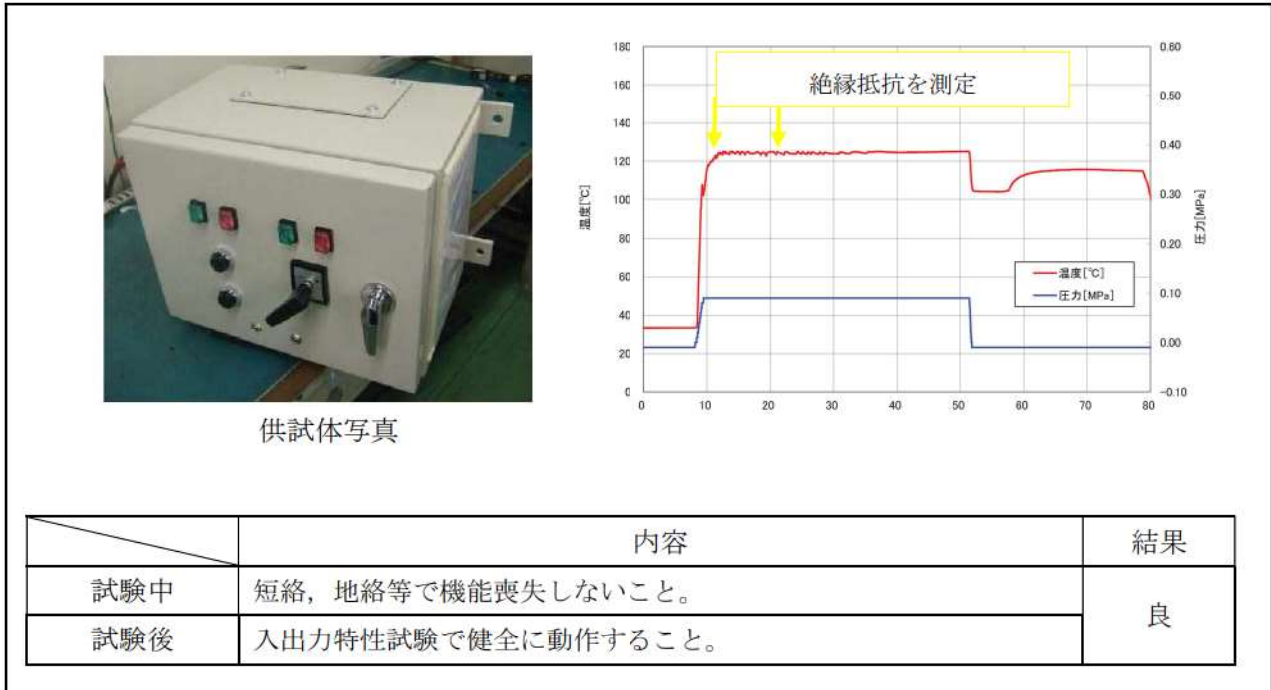 絶縁抵抗を測定
180
160
140
120
100
80
60
40
20
0
温度[℃]
0.60
0.50
0.40
0.30
0.20
0.10
0.00
-0.10
圧力[MPa]
温度[℃]
圧力[MPa]
0 10 20 30 40 50 60 70 80
供試体写真
内容 結果
試験中 短絡，地絡等で機能喪失しないこと。 良
試験後 入出力特性試験で健全に動作すること。